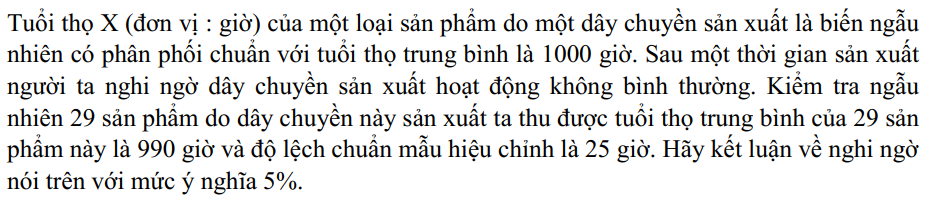 Tuổi thọ X (đơn vị : giờ) của một loại sản phẩm do một dây chuyền sản xuất là biến ngẫu
nhiên có phân phối chuẩn với tuổi thọ trung bình là 1000 giờ. Sau một thời gian sản xuất
người ta nghi ngờ dây chuyền sản xuất hoạt động không bình thường. Kiểm tra ngẫu
nhiên 29 sản phẩm do dây chuyền này sản xuất ta thu được tuổi thọ trung bình của 29 sản
phẩm này là 990 giờ và độ lệch chuẩn mẫu hiệu chỉnh là 25 giờ. Hãy kết luận về nghi ngờ
nói trên với mức ý nghĩa 5%.